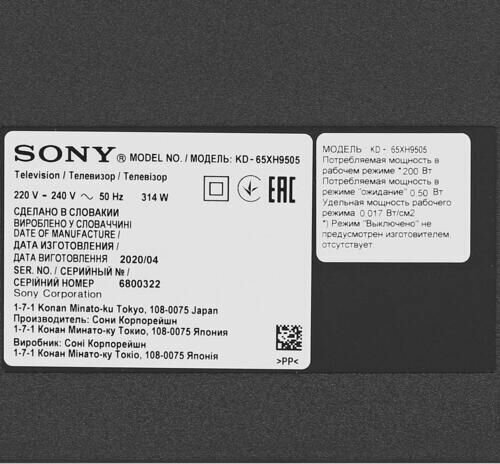 SONY ® MODEL NO. / МОДЕЛЬ: KD- 65XH9505
Television / Телевизор / Телевізор
220 V - 240 V ~ 50 Hz 314 W
EAC
СДЕЛАНО В СЛОВАКИИ
ВИРОБЛЕНО У СЛОВАЧЧИНІ
DATE OF MANUFACTURE /
ДАТА ИЗГОТОВЛЕНИЯ /
ДАТА ВИГОТОВЛЕННЯ 2020/04
SER. NO. / СЕРИЙНЫЙ № /
СЕРІЙНИЙ НОМЕР 6800322
Sony Corporation
1-7-1 Konan Minato-ku Tokyo, 108-0075 Japan
Производитель: Сони Корпорейшн
1-7-1 Конан Минато-ку Токио, 108-0075 Япония
Виробник: Соні Корпорейшн
1-7-1 Конан Мінато-ку Токіо, 108-0075 Японія
>PP<
МОДЕЛЬ : KD - 65XH9505
Потребляемая мощность в
рабочем режиме *200 Вт
Потребляемая мощность в
режиме "ожидание" 0.50 Вт
Удельная мощность рабочего
режима 0.017 Вт/см2
*) Режим "Выключено" не
предусмотрен изготовителем,
отсутствует.